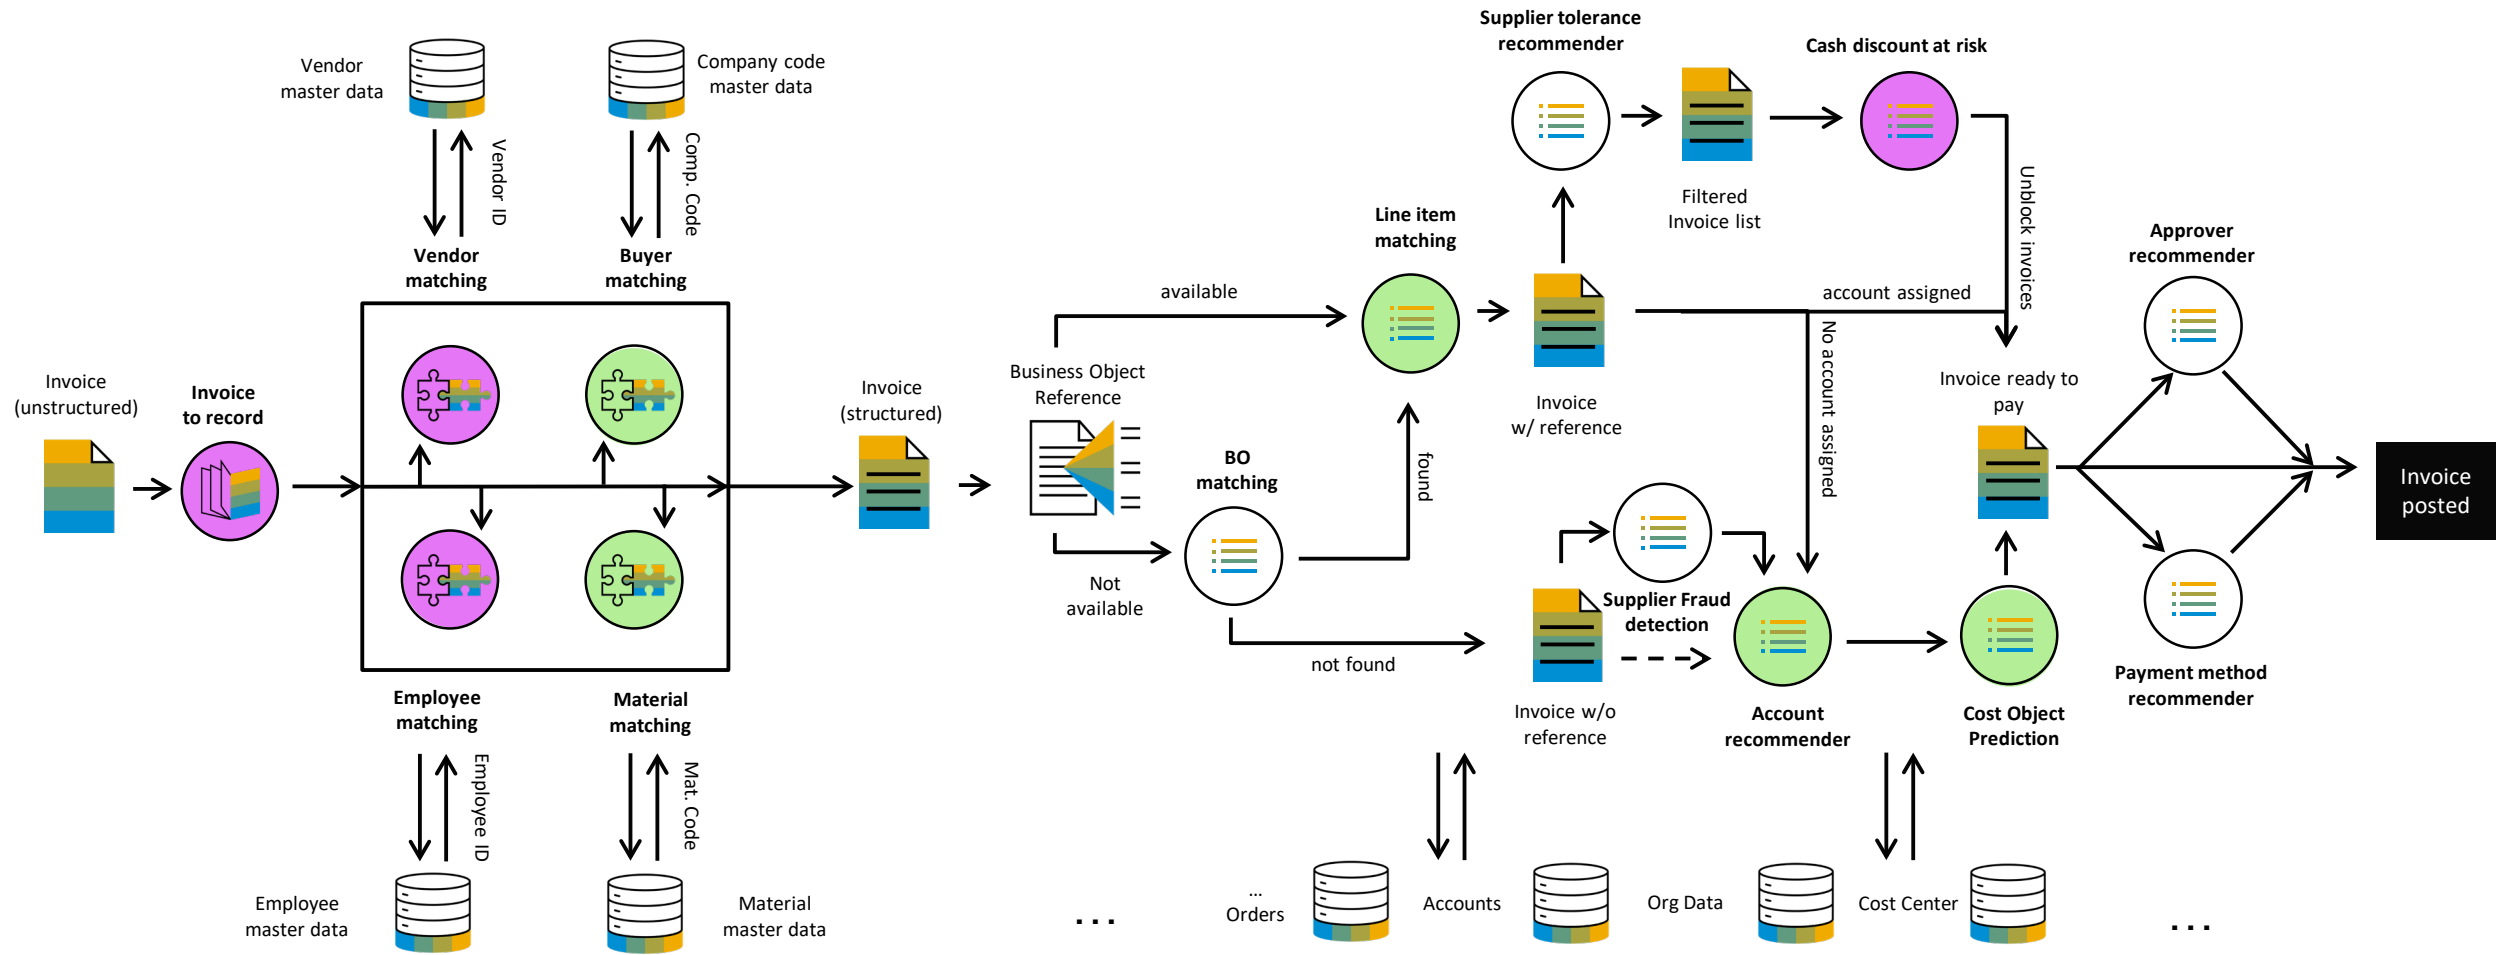 Vendor
master data
Company code
master data
Vendor ID
Comp. Code
Vendor
matching
Buyer
matching
Invoice
(unstructured)
Invoice
to record
Employee
matching
Material
matching
Employee ID
Mat. Code
Employee
master data
Material
master data
Invoice
(structured)
Business Object
Reference
available
Not
available
BO
matching
found
not found
Line item
matching
Supplier tolerance
recommender
Cash discount at risk
Filtered
Invoice list
Unblock invoices
Invoice
w/ reference
account assigned
No account assigned
Supplier Fraud
detection
Invoice w/o
reference
Account
recommender
Cost Object
Prediction
Invoice ready to
pay
Approver
recommender
Payment method
recommender
Invoice
posted
...
...
Orders
Accounts
Org Data
Cost Center
...